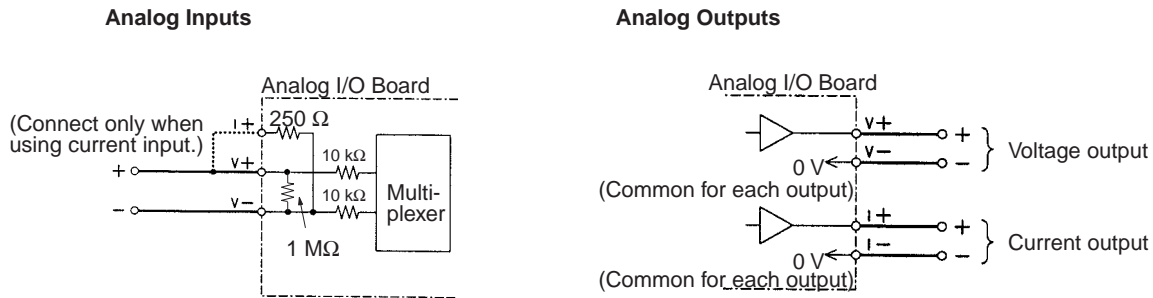 Analog Inputs
Analog I/O Board
(Connect only when
using current input.)
I+
250 Ω
V+
+
10 kΩ
V−
−
10 kΩ
1 MΩ
Multi-
plexer
Analog Outputs
Analog I/O Board
V+
+
V−
−
0 V
Voltage output
(Common for each output)
I+
+
I−
−
0 V
Current output
(Common for each output)